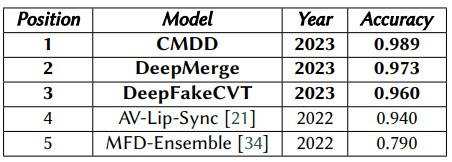 Position Model Year Accuracy
1 CMDD 2023 0.989
2 DeepMerge 2023 0.973
3 DeepFakeCVT 2023 0.960
4 AV-Lip-Sync [21] 2022 0.940
5 MFD-Ensemble [34] 2022 0.790